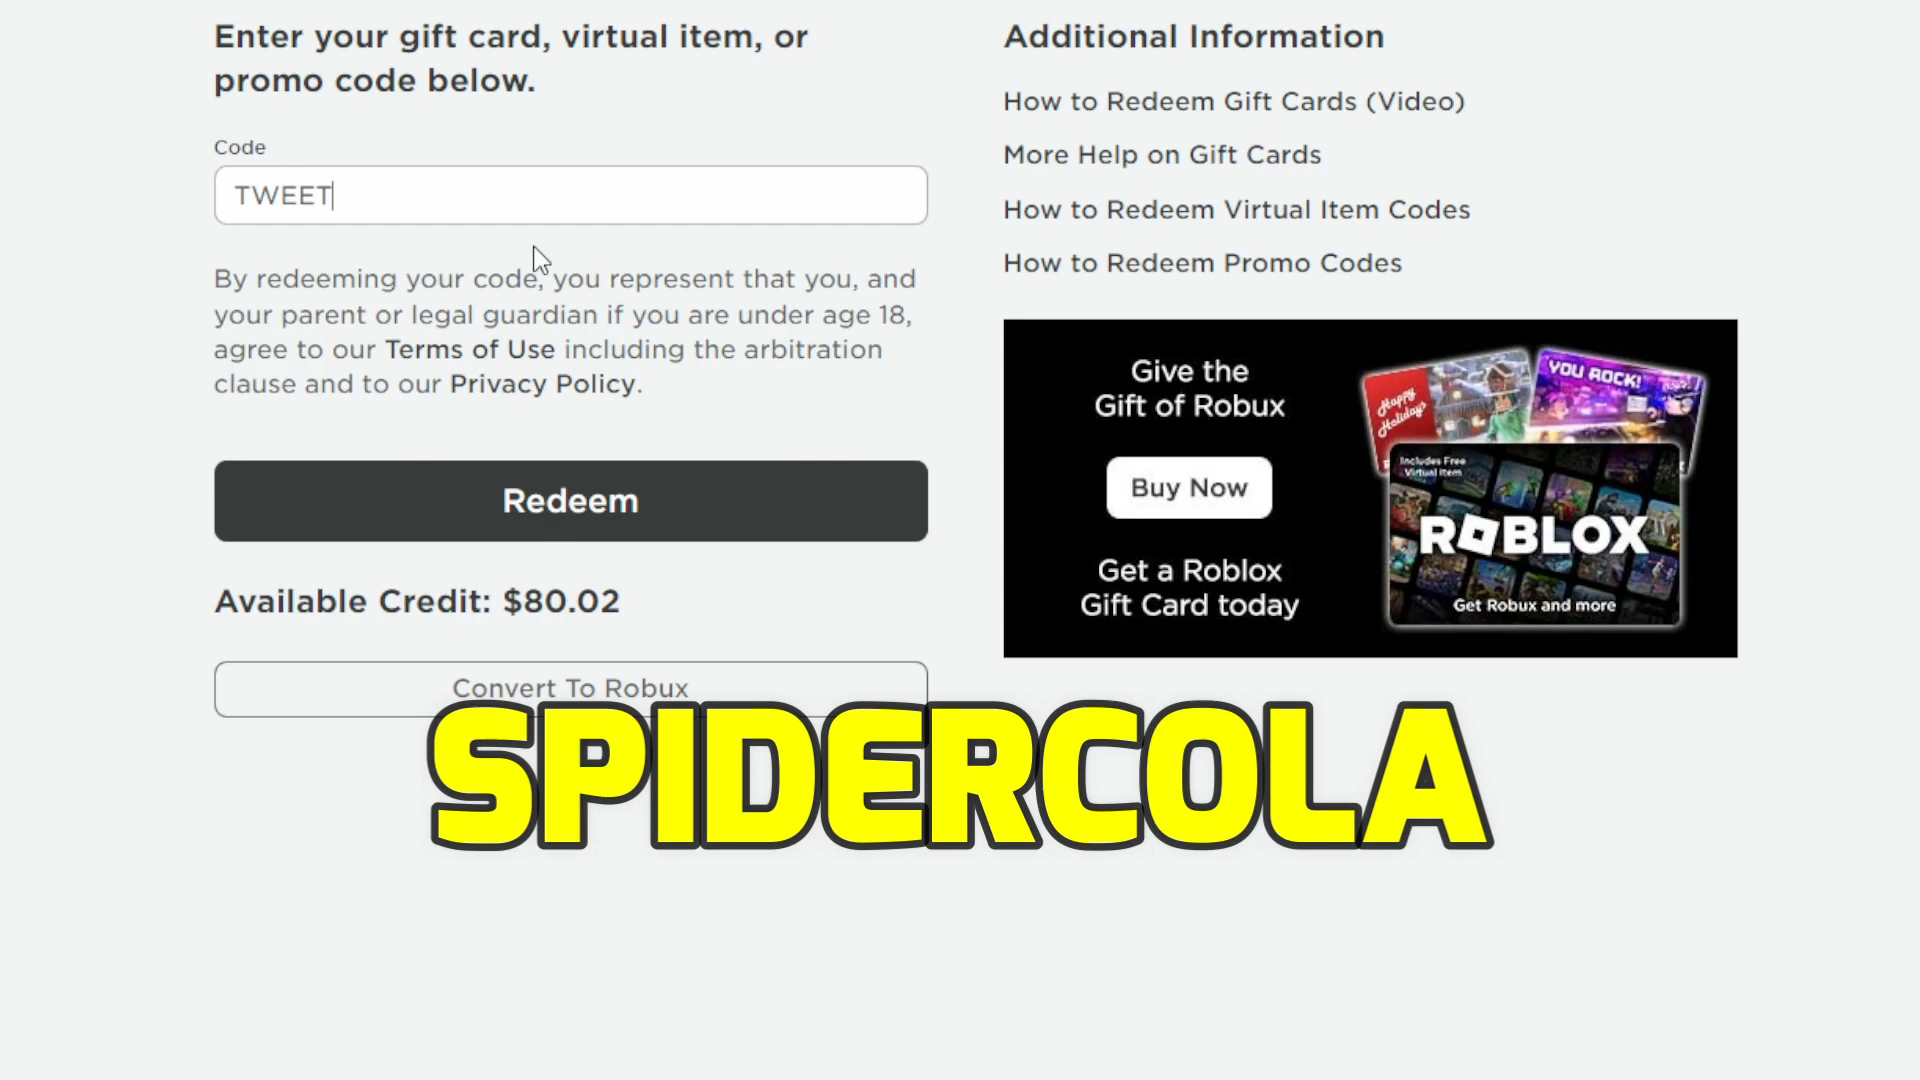 Enter your gift card, virtual item, or
promo code below.
Code
TWEET
By redeeming your code, you represent that you, and
your parent or legal guardian if you are under age 18,
agree to our Terms of Use including the arbitration
clause and to our Privacy Policy.
Redeem
Available Credit: $80.02
Convert To Robux
Additional Information
How to Redeem Gift Cards (Video)
More Help on Gift Cards
How to Redeem Virtual Item Codes
How to Redeem Promo Codes
Give the
Gift of Robux
Buy Now
Get a Roblox
Gift Card today
Happy
Holidays
YOU ROCK!
Includes Free
Virtual Item
ROBLOX
Get Robux and more
SPIDERCOLA